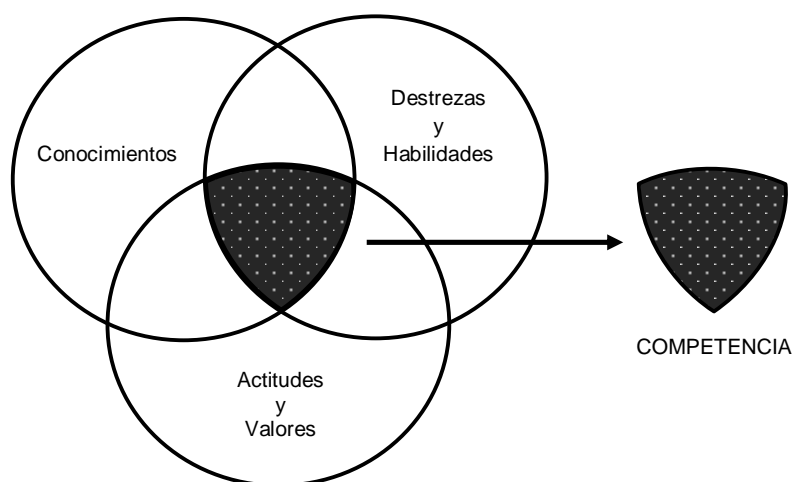 Conocimientos
Destrezas
y
Habilidades
Actitudes
y
Valores
COMPETENCIA